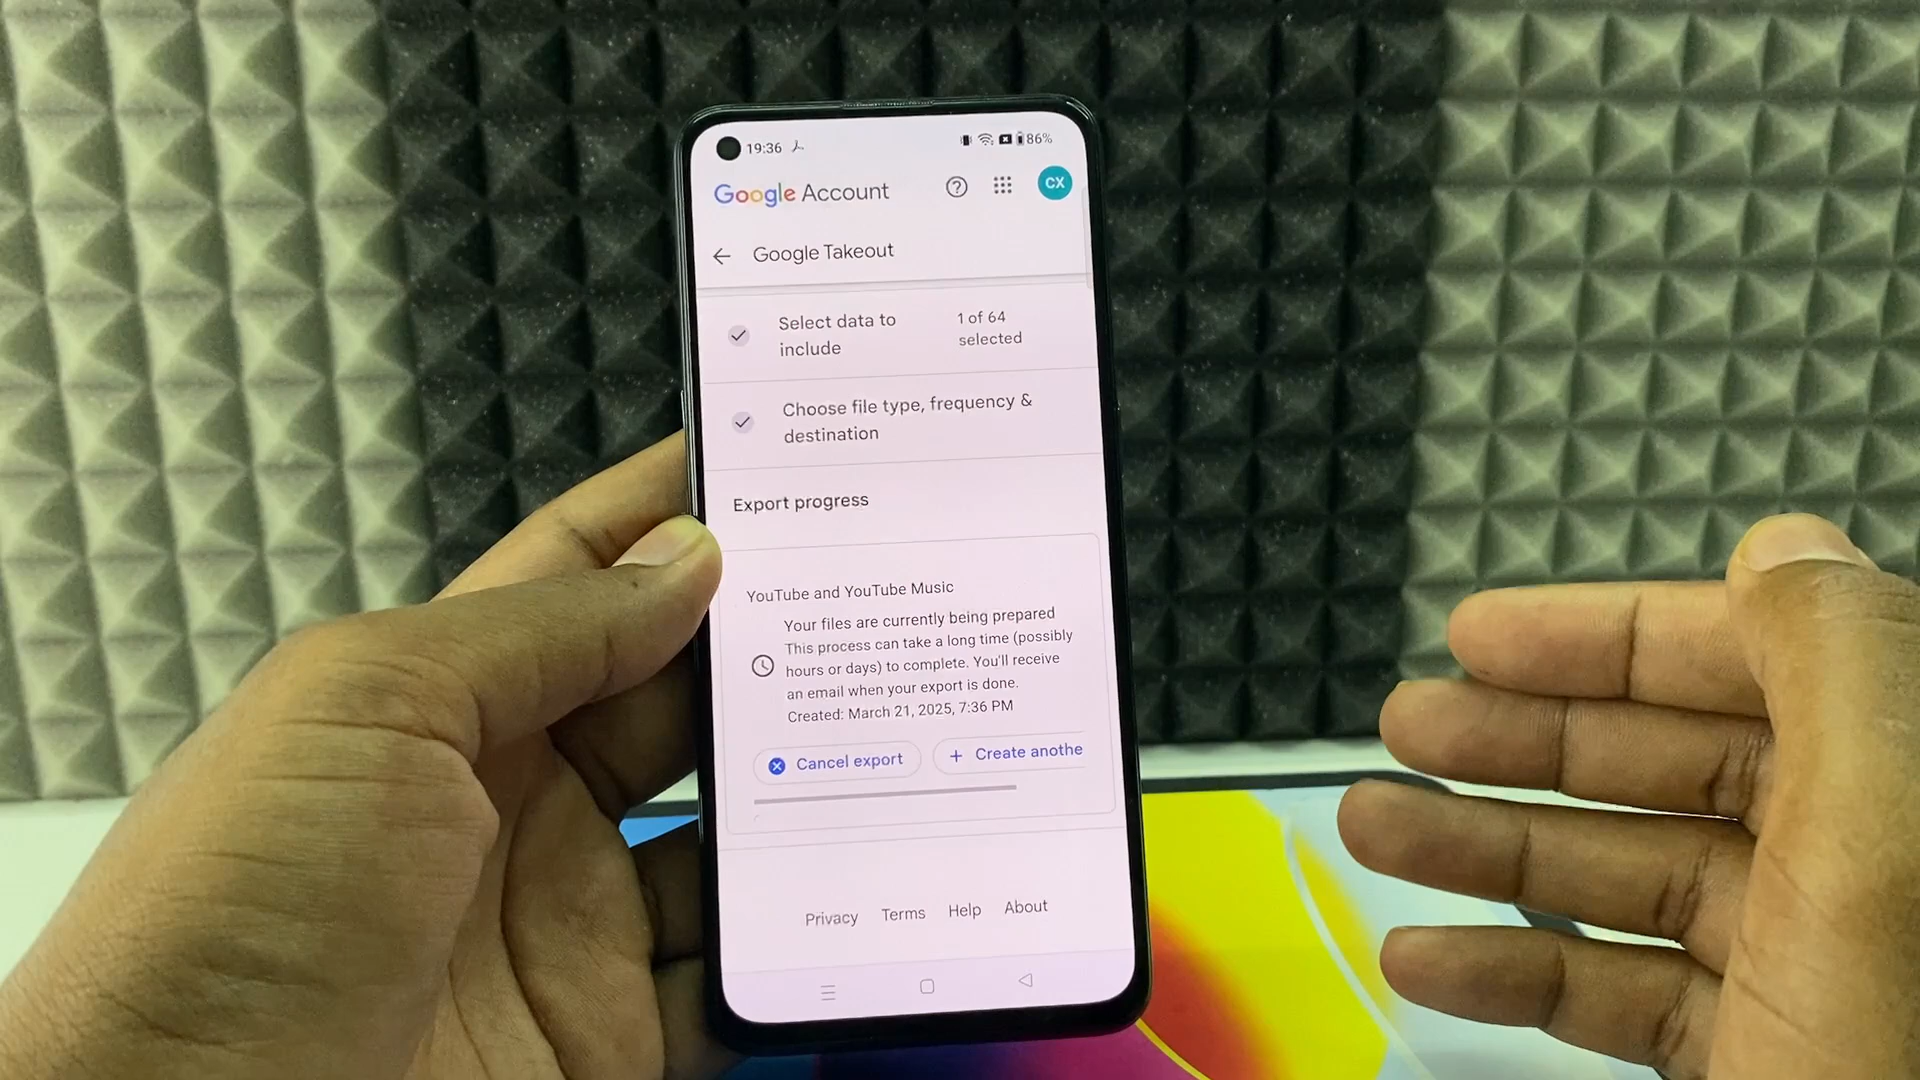 19:36 86%
Google Account CX
Google Takeout
Select data to
include
1 of 64
selected
Choose file type, frequency &
destination
Export progress
YouTube and YouTube Music
Your files are currently being prepared
This process can take a long time (possibly
hours or days) to complete. You'll receive
an email when your export is done.
Created: March 21, 2025, 7:36 PM
Cancel export + Create anothe
Privacy Terms Help About